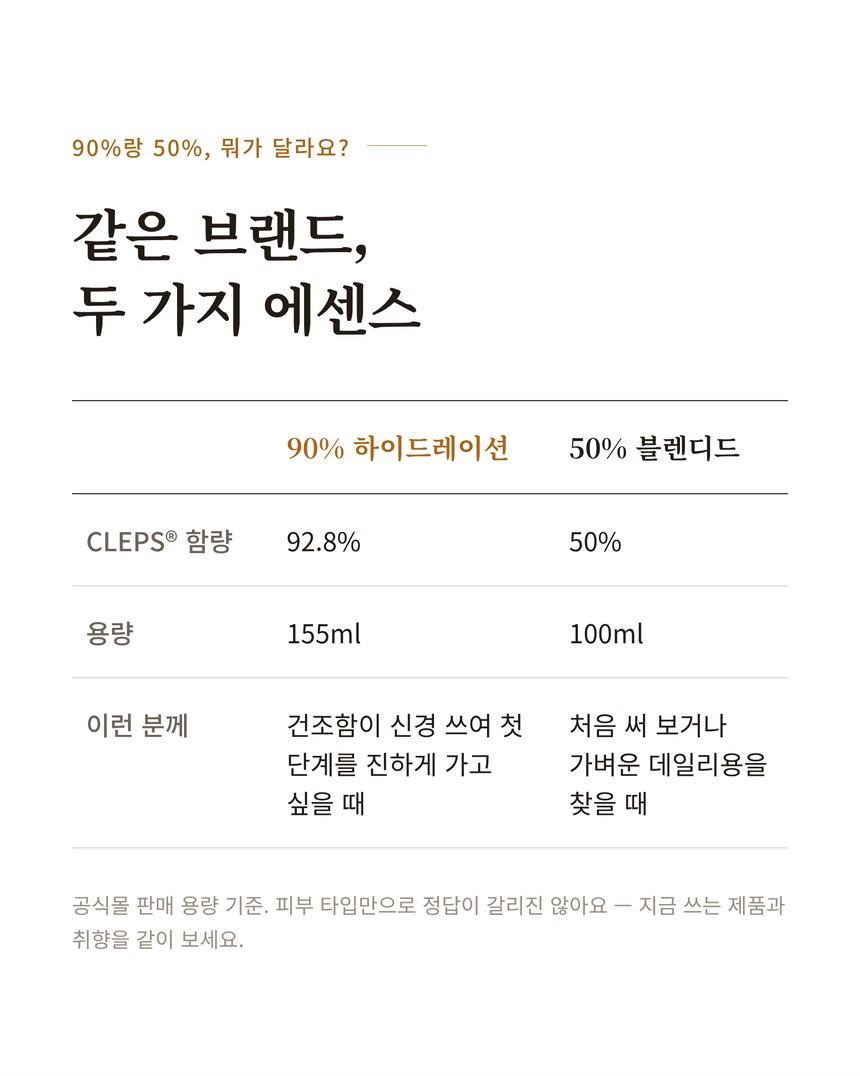 90%랑 50%, 뭐가 달라요?
같은 브랜드,
두 가지 에센스
90% 하이드레이션 50% 블렌디드
CLEPS® 함량 92.8% 50%
용량 155ml 100ml
이런 분께 건조함이 신경 쓰여 첫 처음 써 보거나
단계를 진하게 가고 가벼운 데일리용을
싶을 때 찾을 때
공식몰 판매 용량 기준. 피부 타입만으로 정답이 갈리진 않아요 — 지금 쓰는 제품과
취향을 같이 보세요.